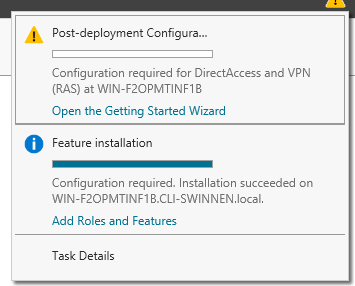 Post-deployment Configura...
Configuration required for DirectAccess and VPN
(RAS) at WIN-F2OPMTINF1B
Open the Getting Started Wizard
Feature installation
Configuration required. Installation succeeded on
WIN-F2OPMTINF1B.CLI-SWINNEN.local.
Add Roles and Features
Task Details